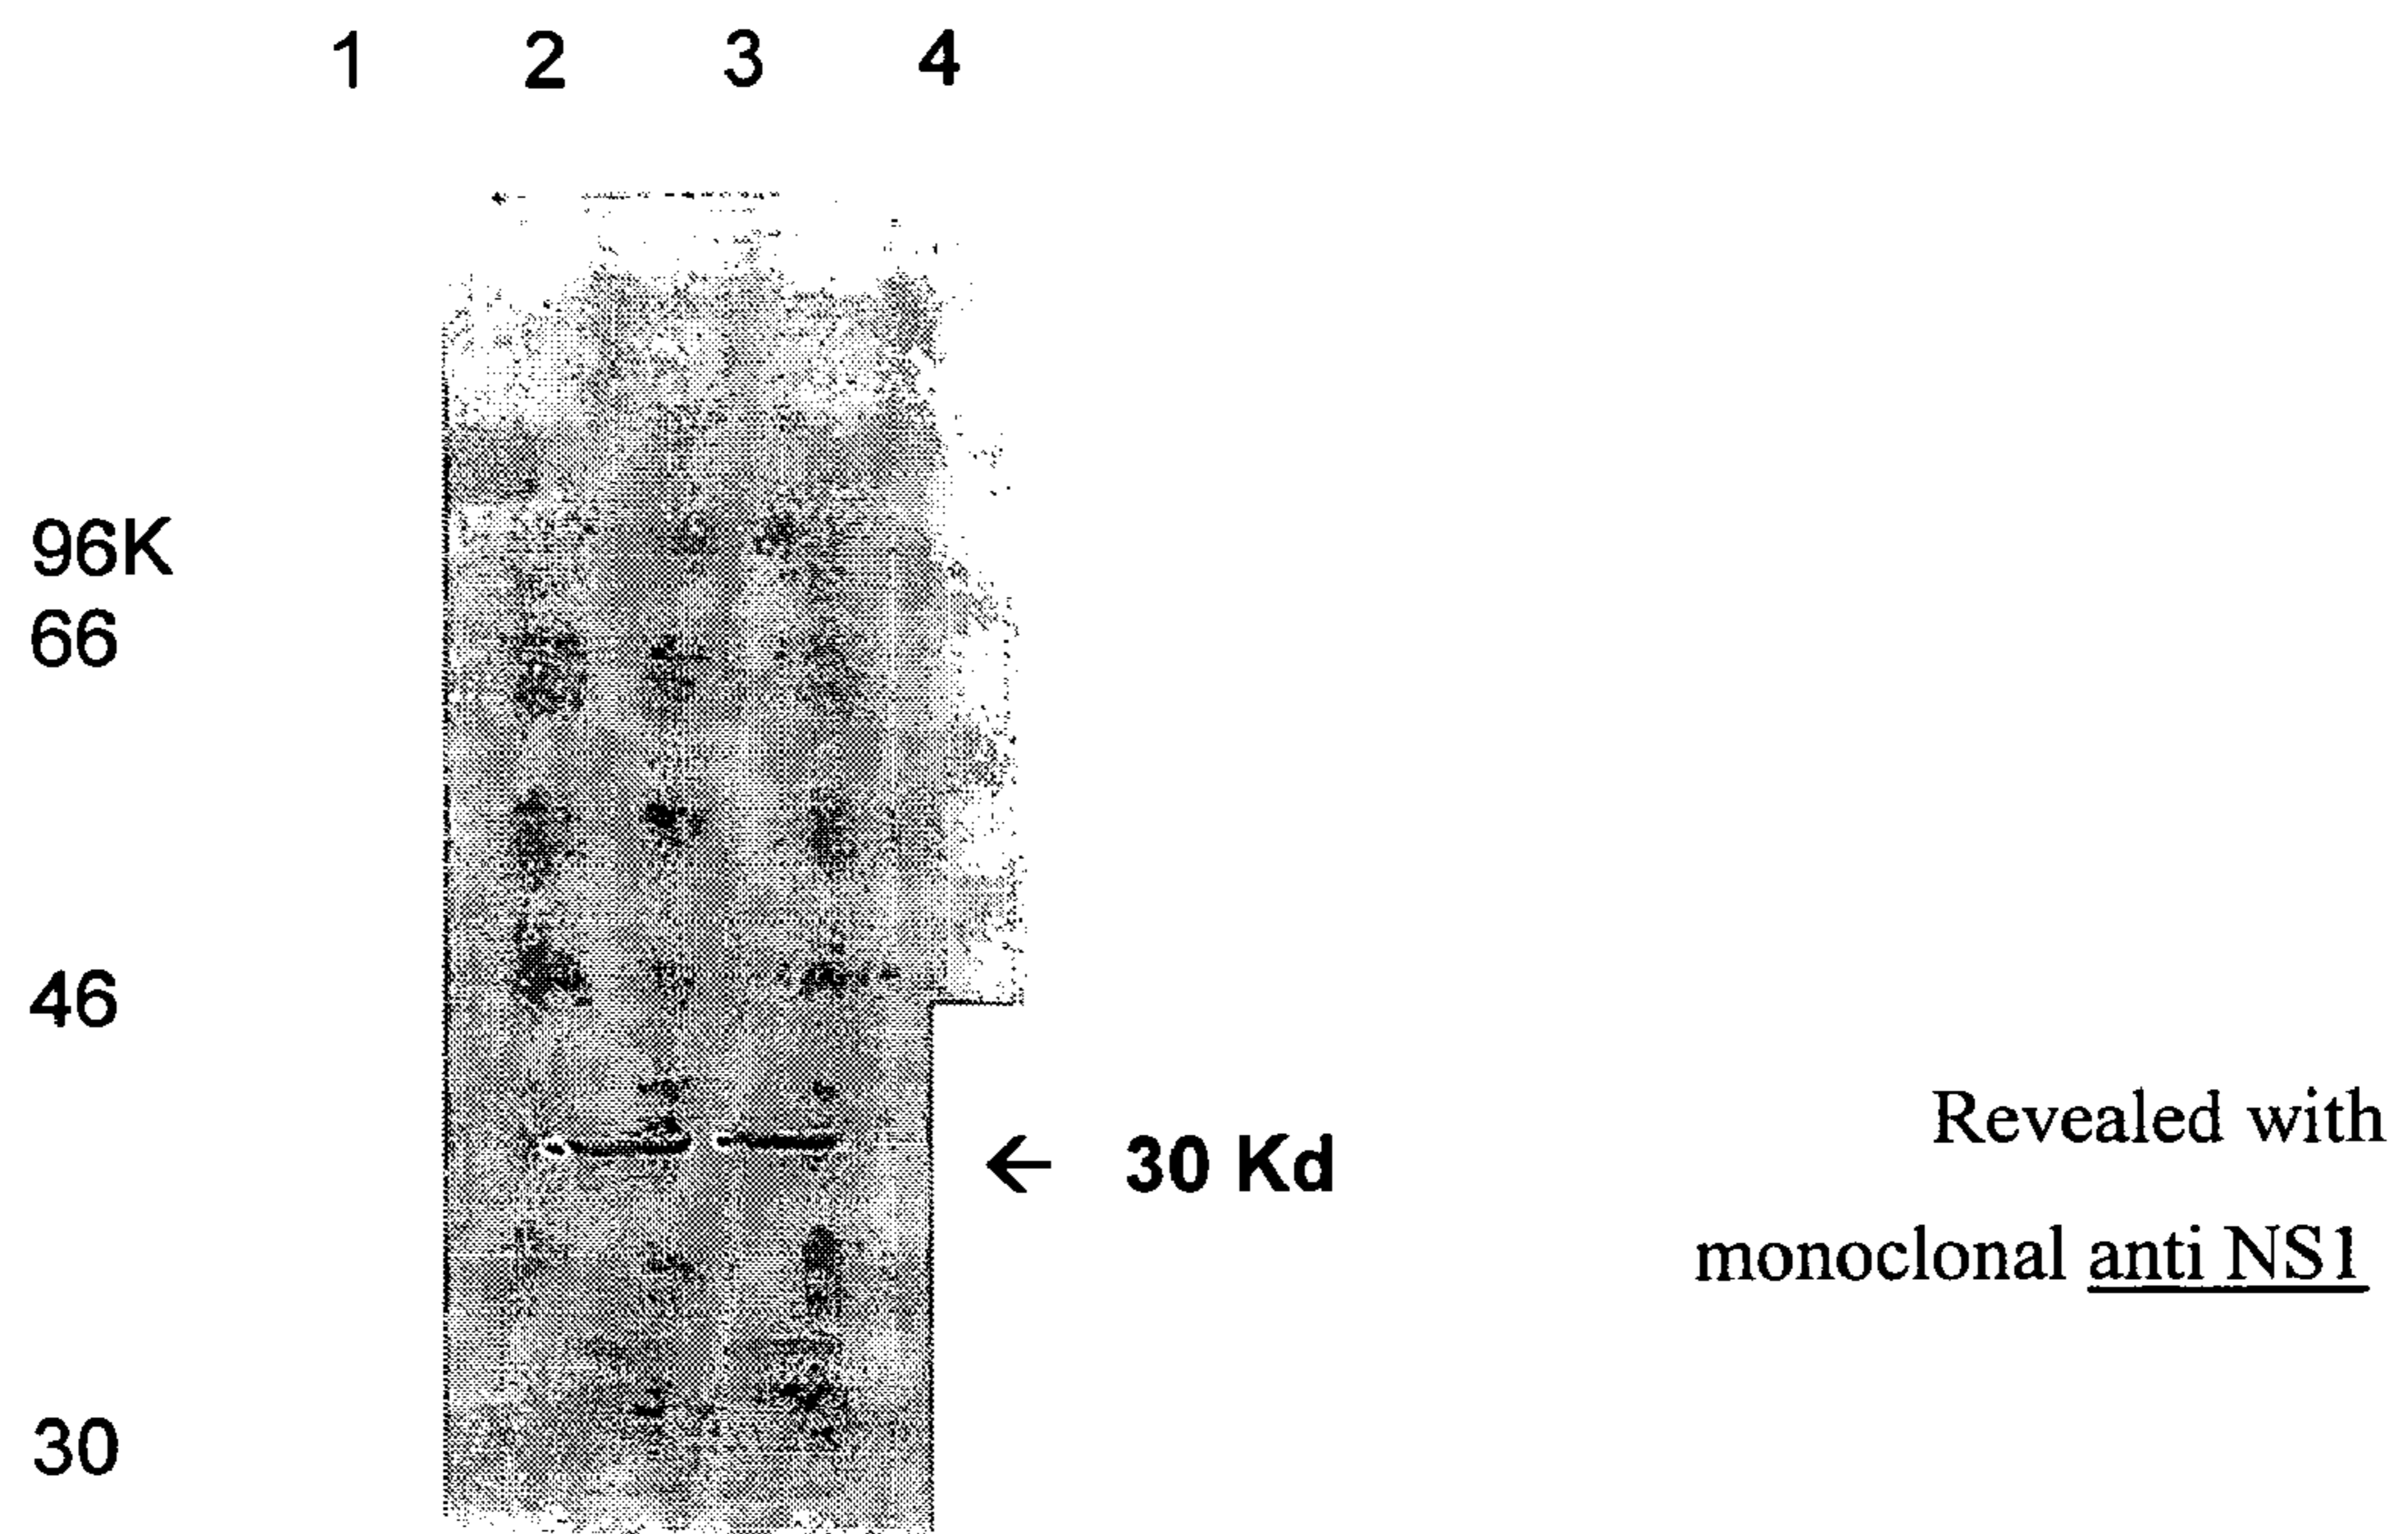 1 2 3 4
96K
66
46
← 30 Kd
Revealed with
monoclonal anti NS1
30